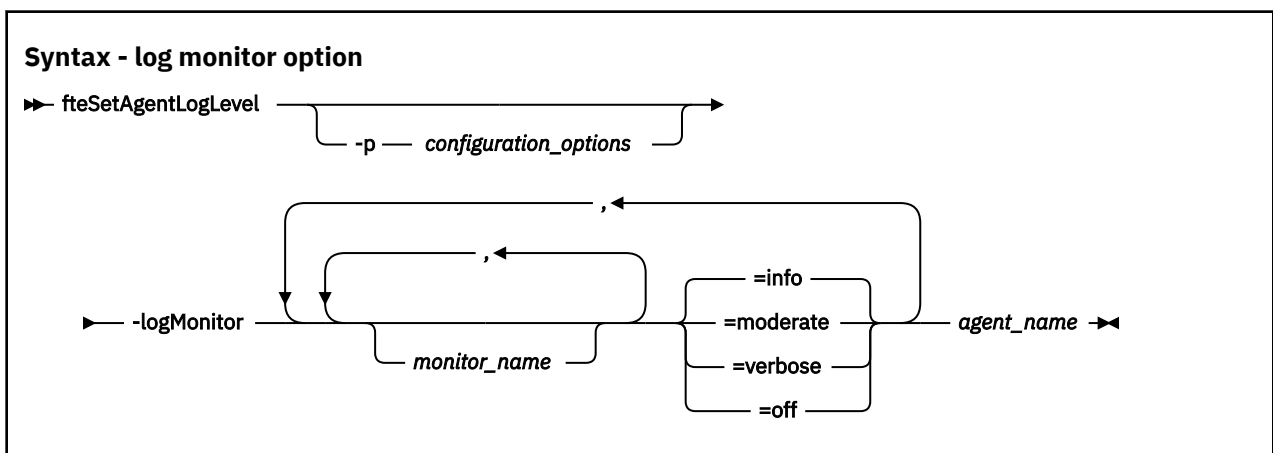 Syntax - log monitor option
fteSetAgentLogLevel
-p configuration_options
,
,
=info
-logMonitor =moderate agent_name
monitor_name =verbose
=off